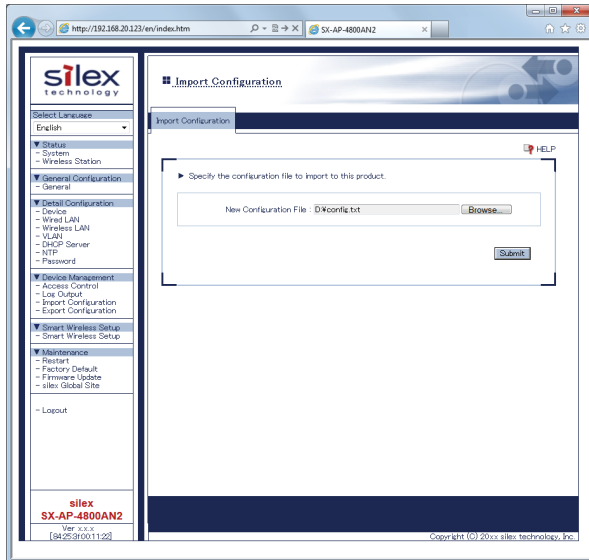 http://192.168.20.123/en/index.htm
SX-AP-4800AN2
silex
technology
Import Configuration
Select Language
English
Import Configuration
HELP
▼ Status
- System
- Wireless Station
▼ General Configuration
- General
▼ Detail Configuration
- Device
- Wired LAN
- Wireless LAN
- VLAN
- DHCP Server
- NTP
- Password
▼ Device Management
- Access Control
- Log Output
- Import Configuration
- Export Configuration
▼ Smart Wireless Setup
- Smart Wireless Setup
▼ Maintenance
- Restart
- Factory Default
- Firmware Update
- silex Global Site
- Logout
► Specify the configuration file to import to this product.
New Configuration File : D:¥config.txt
Browse...
Submit
silex
SX-AP-4800AN2
Ver x.x.x
[84:25:3f:00:11:22]
Copyright (C) 20xx silex technology, Inc.